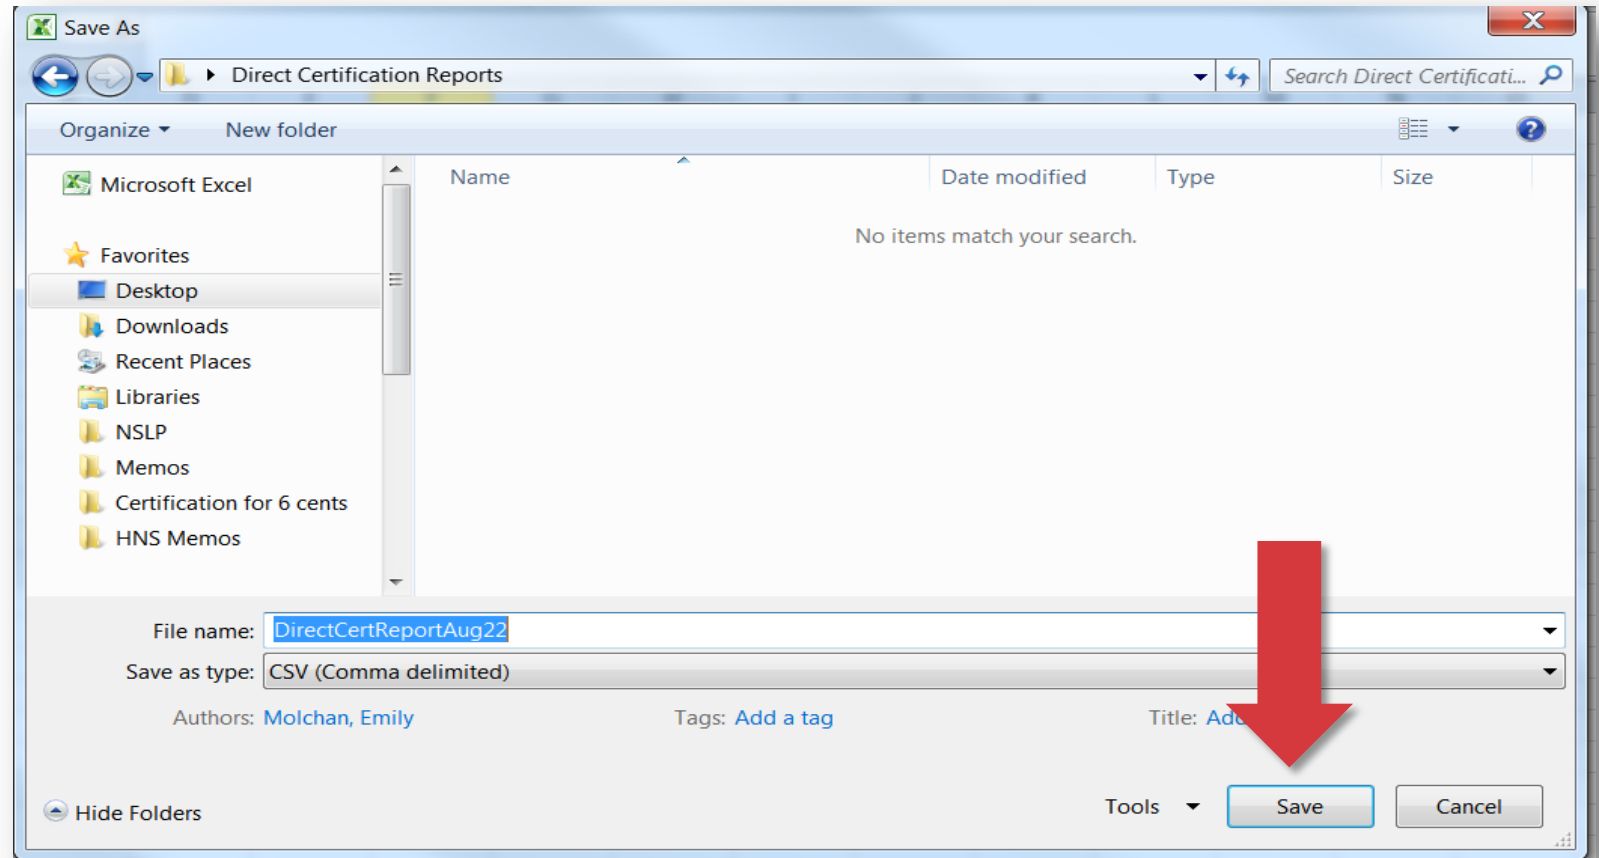 Save As
Direct Certification Reports
Search Direct Certificati...
Organize
New folder
Microsoft Excel
Name
Date modified
Type
Size
No items match your search.
Favorites
Desktop
Downloads
Recent Places
Libraries
NSLP
Memos
Certification for 6 cents
HNS Memos
File name: DirectCertReportAug22
Save as type: CSV (Comma delimited)
Authors: Molchan, Emily
Tags: Add a tag
Title:
Hide Folders
Tools
Save
Cancel